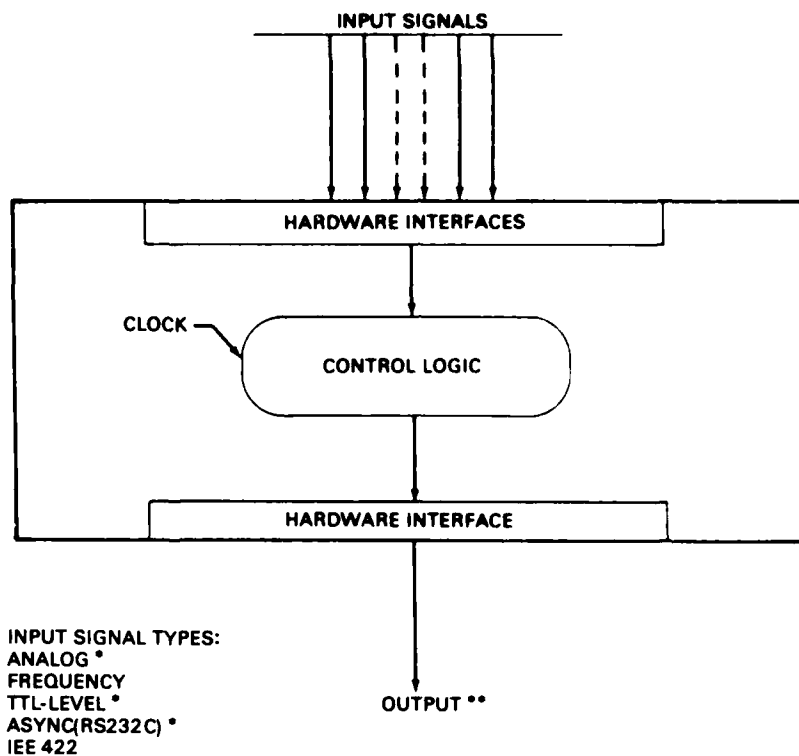 INPUT SIGNALS
HARDWARE INTERFACES
CLOCK
CONTROL LOGIC
HARDWARE INTERFACE
INPUT SIGNAL TYPES:
ANALOG *
FREQUENCY
TTL-LEVEL *
ASYNC(RS232C) *
IEE 422
OUTPUT **